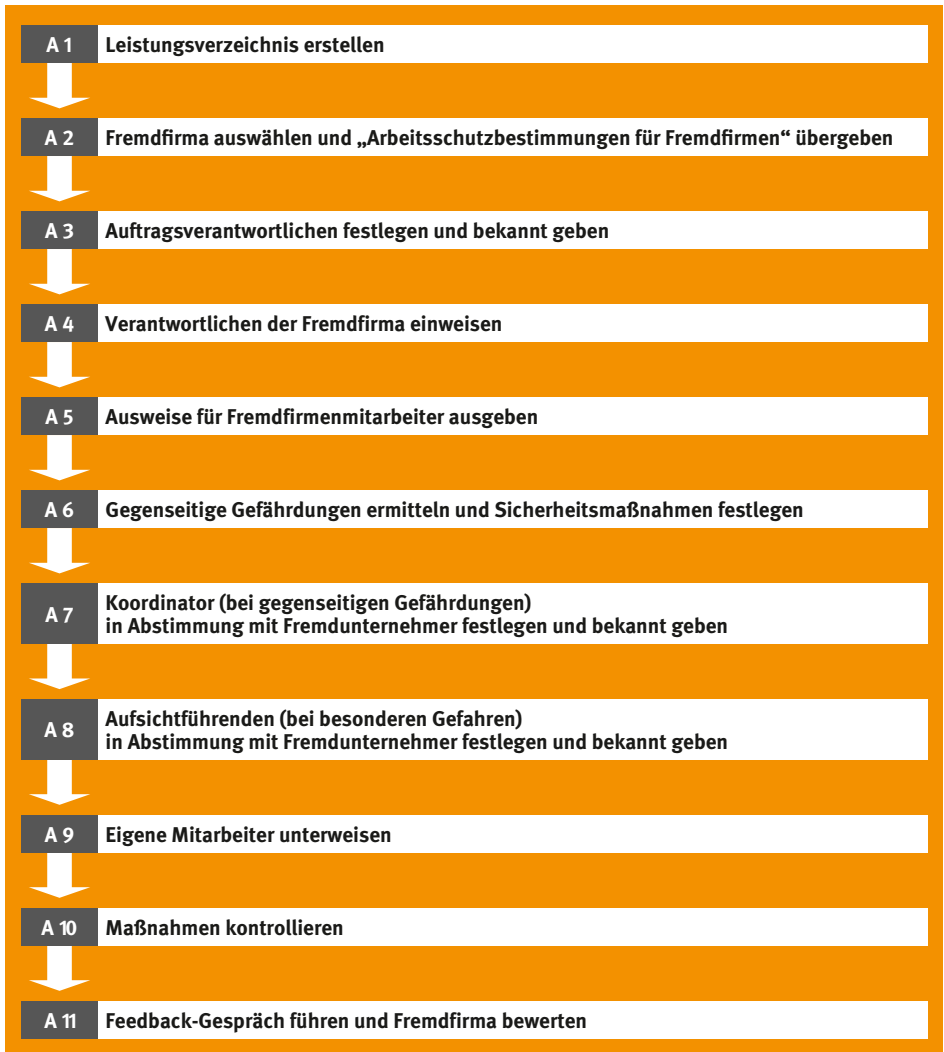 A 1 Leistungsverzeichnis erstellen
A 2 Fremdfirma auswählen und „Arbeitsschutzbestimmungen für Fremdfirmen“ übergeben
A 3 Auftragsverantwortlichen festlegen und bekannt geben
A 4 Verantwortlichen der Fremdfirma einweisen
A 5 Ausweise für Fremdfirmenmitarbeiter ausgeben
A 6 Gegenseitige Gefährdungen ermitteln und Sicherheitsmaßnahmen festlegen
A 7 Koordinator (bei gegenseitigen Gefährdungen)
in Abstimmung mit Fremdunternehmer festlegen und bekannt geben
A 8 Aufsichtführenden (bei besonderen Gefahren)
in Abstimmung mit Fremdunternehmer festlegen und bekannt geben
A 9 Eigene Mitarbeiter unterweisen
A 10 Maßnahmen kontrollieren
A 11 Feedback-Gespräch führen und Fremdfirma bewerten